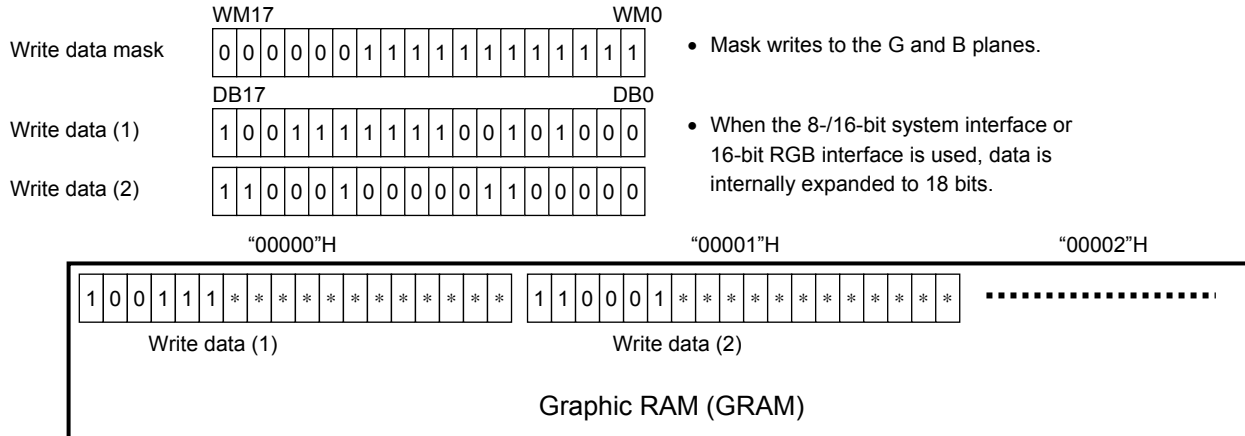 WM17 WM0
Write data mask 0 0 0 0 0 0 1 1 1 1 1 1 1 1 1 1 1 1 • Mask writes to the G and B planes.
DB17 DB0
Write data (1) 1 0 0 1 1 1 1 1 1 1 0 0 1 0 1 0 0 0 • When the 8-/16-bit system interface or
16-bit RGB interface is used, data is
Write data (2) 1 1 0 0 0 1 0 0 0 0 0 1 1 0 0 0 0 0 internally expanded to 18 bits.
“00000”H “00001”H “00002”H
1 0 0 1 1 1 * * * * * * * * * * * * 1 1 0 0 0 1 * * * * * * * * * * * *
Write data (1) Write data (2)
Graphic RAM (GRAM)